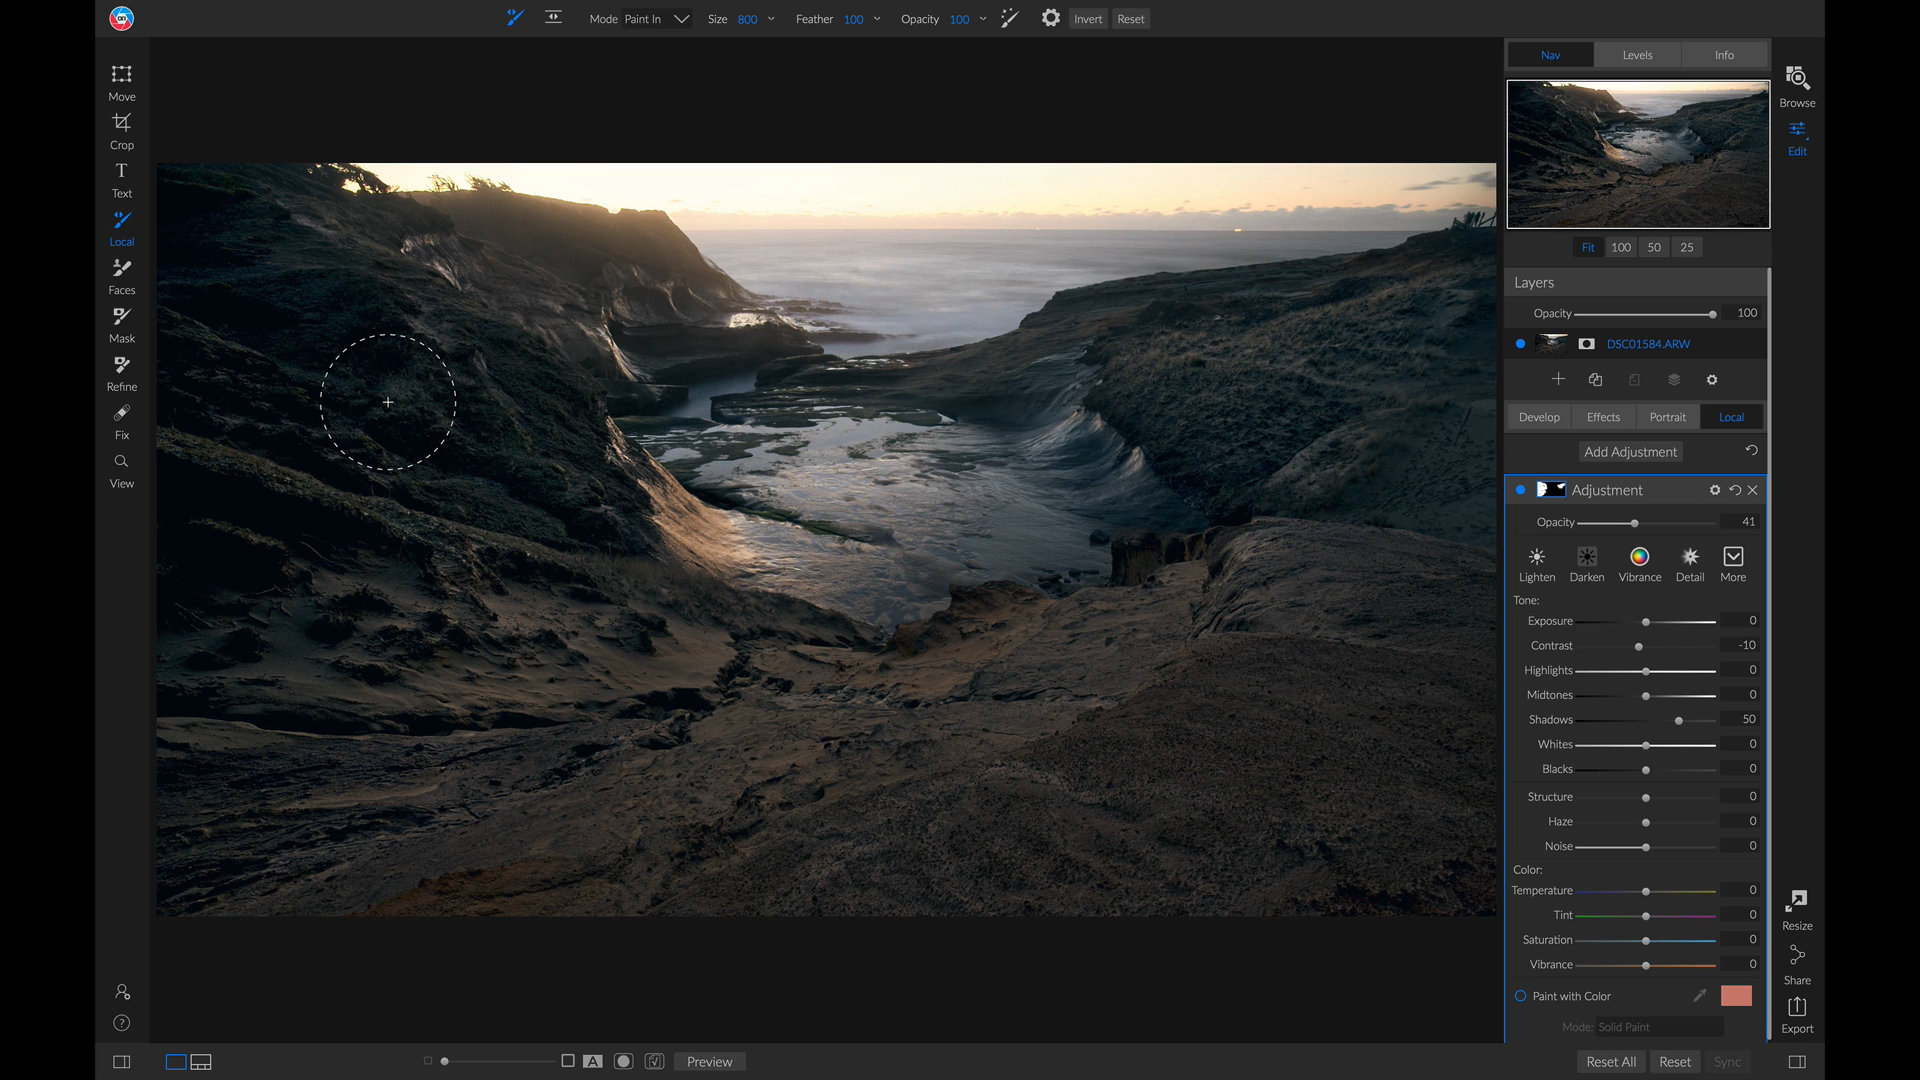 Mode Paint In Size 800 Feather 100 Opacity 100 Invert Reset
Move
Crop
T
Text
Local
Faces
Mask
Refine
Fix
View
?
Nav Levels Info
Browse
Edit
Fit 100 50 25
Layers
Opacity 100
DSC01584.ARW
Develop Effects Portrait Local
Add Adjustment
Adjustment
Opacity 41
Lighten Darken Vibrance Detail More
Tone:
Exposure 0
Contrast -10
Highlights 0
Midtones 0
Shadows 50
Whites 0
Blacks 0
Structure 0
Haze 0
Noise 0
Color:
Temperature 0
Tint 0
Saturation 0
Vibrance 0
Paint with Color
Mode: Solid Paint
Resize
Share
Export
A Preview
Reset All Reset Sync